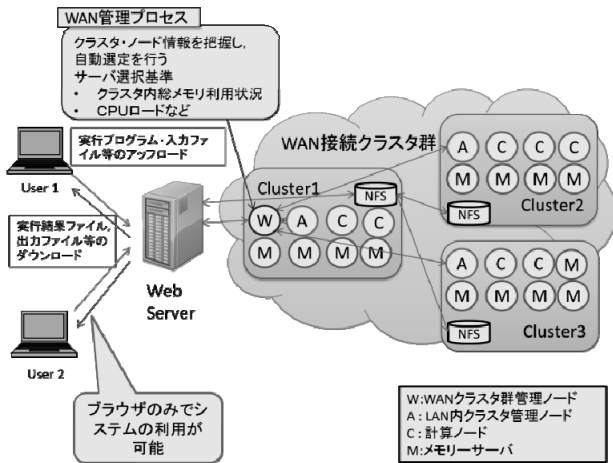 WAN管理プロセス
クラスタ・ノード情報を把握し,
自動選定を行う
サーバ選択基準
• クラスタ内総メモリ利用状況
• CPUロードなど
実行プログラム・入力ファ
イル等のアップロード
User 1
実行結果ファイル,
出力ファイル等の
ダウンロード
User 2
Web
Server
ブラウザのみでシ
ステムの利用が
可能
WAN接続クラスタ群
Cluster1
NFS
W A C C
M M M M
A C C C
M M M M
NFS
Cluster2
A C C M
M M M M
NFS
Cluster3
W:WANクラスタ群管理ノード
A : LAN内クラスタ管理ノード
C : 計算ノード
M:メモリーサーバ